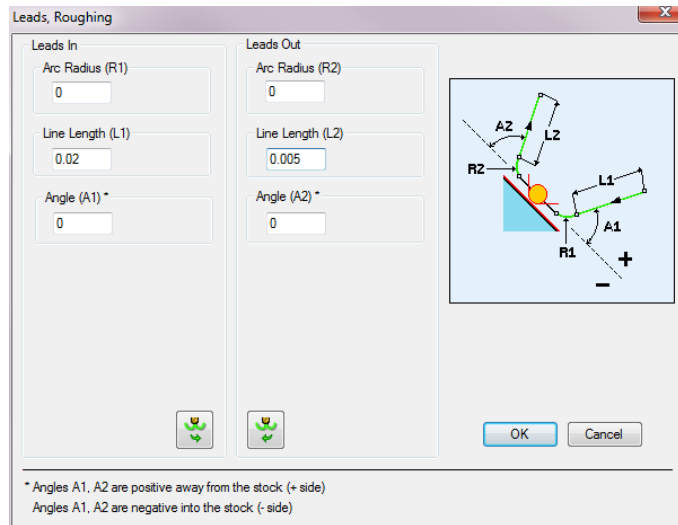 Leads, Roughing
Leads In
Arc Radius (R1)
0
Line Length (L1)
0.02
Angle (A1) *
0
Leads Out
Arc Radius (R2)
0
Line Length (L2)
0.005
Angle (A2) *
0
A2
L2
R2
L1
A1
R1
+
−
OK
Cancel
* Angles A1, A2 are positive away from the stock (+ side)
Angles A1, A2 are negative into the stock (- side)